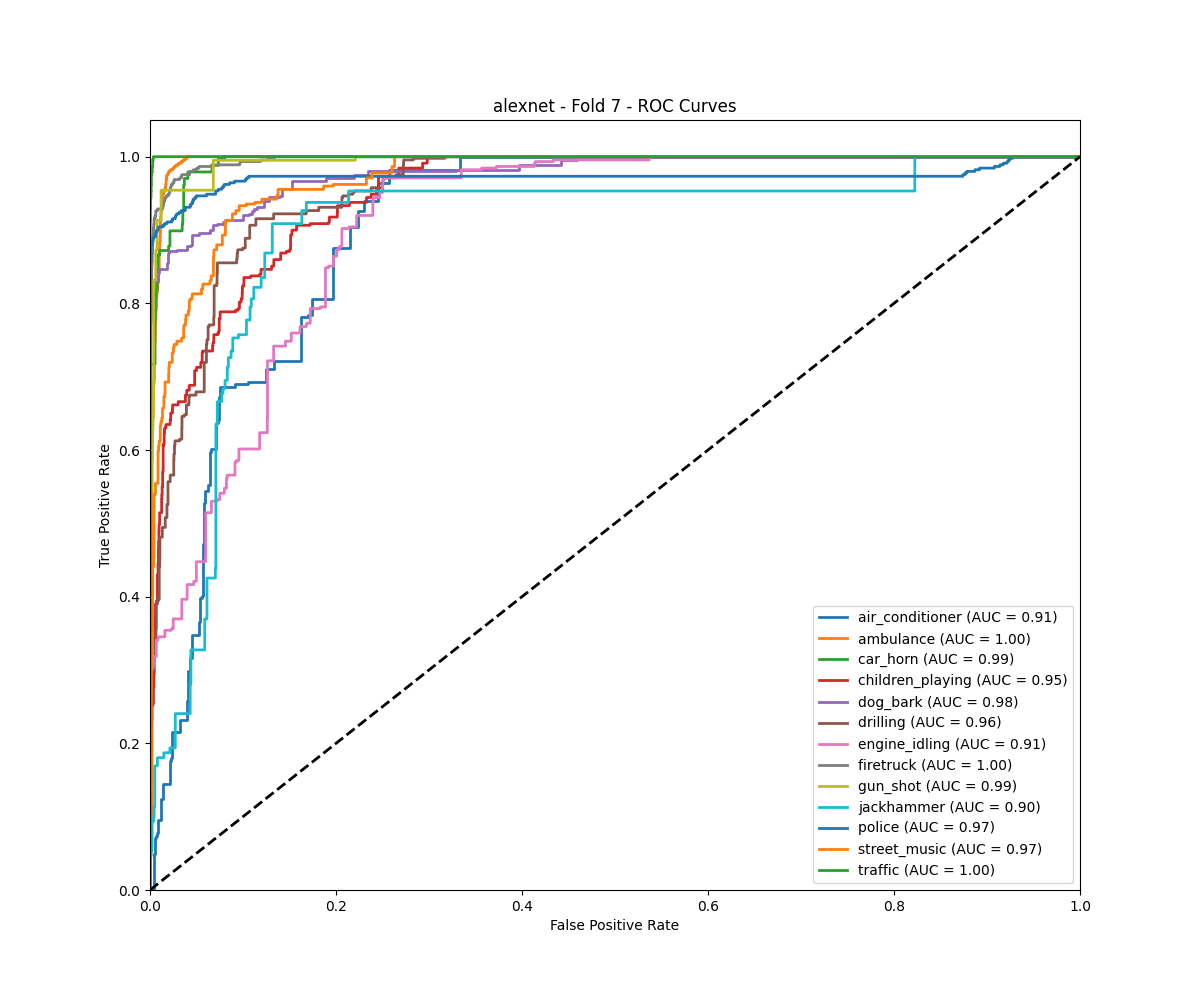 alexnet - Fold 7 - ROC Curves
True Positive Rate
1.0
0.8
0.6
0.4
0.2
0.0
air_conditioner (AUC = 0.91)
ambulance (AUC = 1.00)
car_horn (AUC = 0.99)
children_playing (AUC = 0.95)
dog_bark (AUC = 0.98)
drilling (AUC = 0.96)
engine_idling (AUC = 0.91)
firetruck (AUC = 1.00)
gun_shot (AUC = 0.99)
jackhammer (AUC = 0.90)
police (AUC = 0.97)
street_music (AUC = 0.97)
traffic (AUC = 1.00)
0.0 0.2 0.4 0.6 0.8 1.0
False Positive Rate